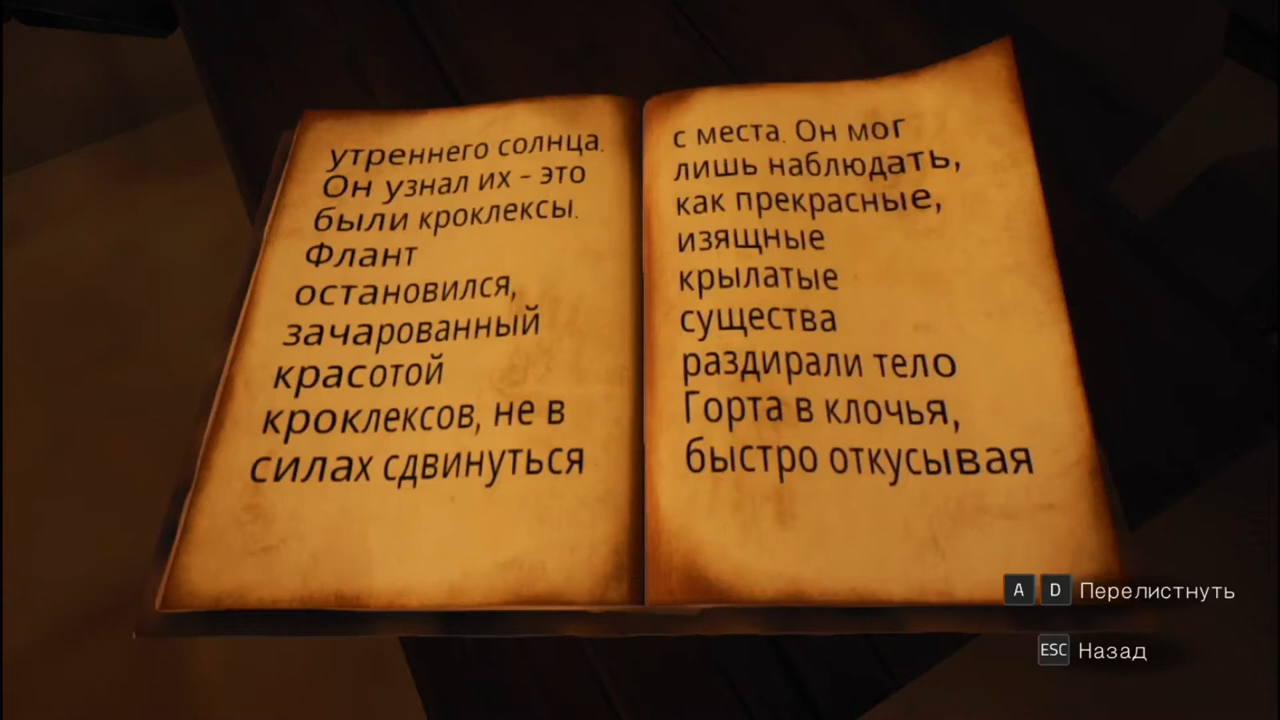 утреннего солнца.
Он узнал их - это
были кроклексы.
Флант
остановился,
зачарованный
красотой
кроклексов, не в
силах сдвинуться
с места. Он мог
лишь наблюдать,
как прекрасные,
изящные
крылатые
существа
раздирали тело
Горта в клочья,
быстро откусывая
A D Перелистнуть
ESC Назад